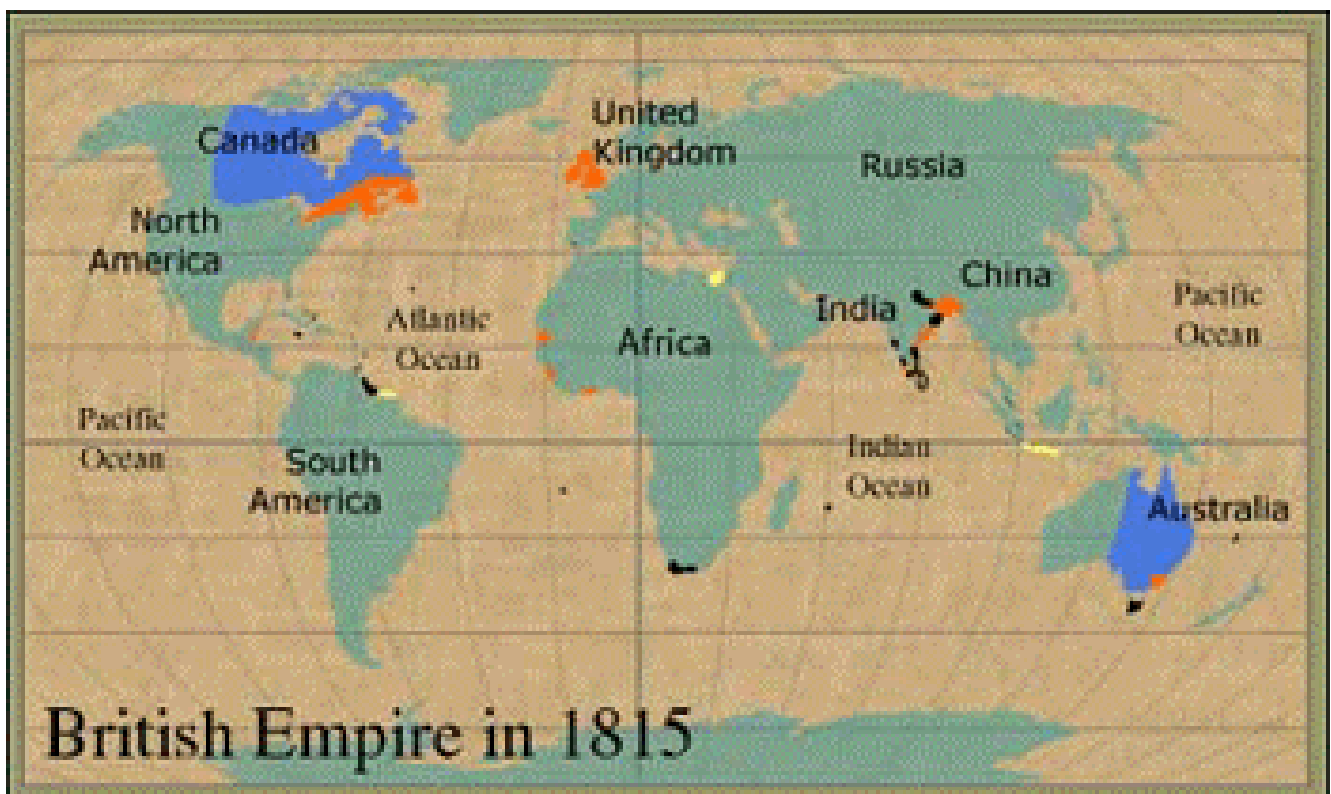 United
Kingdom
Canada
Russia
North
America
China
India
Pacific
Ocean
Atlantic
Ocean
Africa
Pacific
Ocean
South
America
Indian
Ocean
Australia
British Empire in 1815